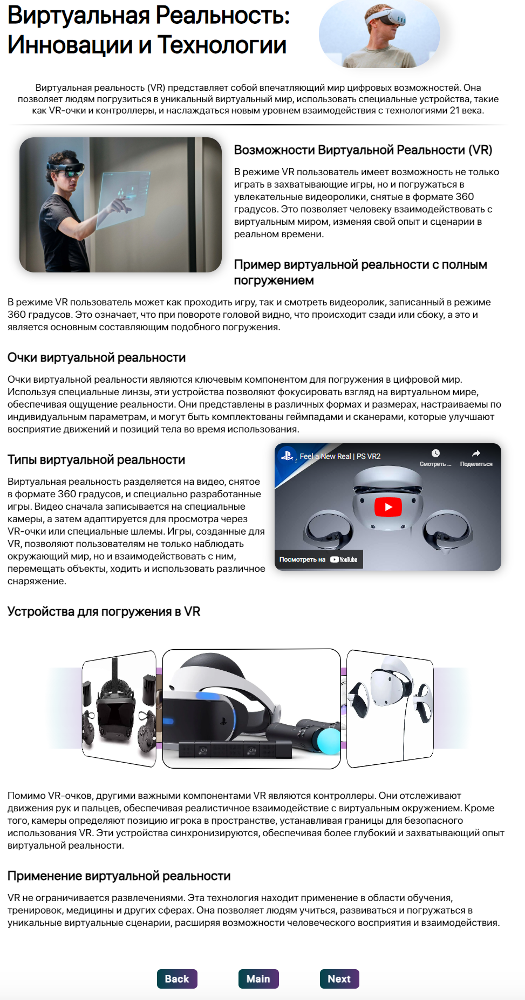 Виртуальная Реальность:
Инновации и Технологии
Виртуальная реальность (VR) представляет собой впечатляющий мир цифровых возможностей. Она
позволяет людям погрузиться в уникальный виртуальный мир, использовать специальные устройства, такие
как VR-очки и контроллеры, и наслаждаться новым уровнем взаимодействия с технологиями 21 века.
Возможности Виртуальной Реальности (VR)
В режиме VR пользователь имеет возможность не только
играть в захватывающие игры, но и погружаться в
увлекательные видеоролики, снятые в формате 360
градусов. Это позволяет человеку взаимодействовать с
виртуальным миром, изменяя свой опыт и сценарии в
реальном времени.
Пример виртуальной реальности с полным
погружением
В режиме VR пользователь может как проходить игру, так и смотреть видеоролик, записанный в режиме
360 градусов. Это означает, что при повороте головой видно, что происходит сзади или сбоку, а это и
является основным составляющим подобного погружения.
Очки виртуальной реальности
Очки виртуальной реальности являются ключевым компонентом для погружения в цифровой мир.
Используя специальные линзы, эти устройства позволяют фокусировать взгляд на виртуальном мире,
обеспечивая ощущение реальности. Они представлены в различных формах и размерах, настраиваемы по
индивидуальным параметрам, и могут быть комплектованы геймпадами и сканерами, которые улучшают
восприятие движений и позиций тела во время использования.
Типы виртуальной реальности
Виртуальная реальность разделяется на видео, снятое
в формате 360 градусов, и специально разработанные
игры. Видео сначала записывается на специальные
камеры, а затем адаптируется для просмотра через
VR-очки или специальные шлемы. Игры, созданные для
VR, позволяют пользователям не только наблюдать
окружающий мир, но и взаимодействовать с ним,
перемещать объекты, ходить и использовать различное
снаряжение.
Feel a New Real | PS VR2
Смотреть ...
Поделиться
Посмотреть на YouTube
Устройства для погружения в VR
Помимо VR-очков, другими важными компонентами VR являются контроллеры. Они отслеживают
движения рук и пальцев, обеспечивая реалистичное взаимодействие с виртуальным окружением. Кроме
того, камеры определяют позицию игрока в пространстве, устанавливая границы для безопасного
использования VR. Эти устройства синхронизируются, обеспечивая более глубокий и захватывающий опыт
виртуальной реальности.
Применение виртуальной реальности
VR не ограничивается развлечениями. Эта технология находит применение в области обучения,
тренировок, медицины и других сферах. Она позволяет людям учиться, развиваться и погружаться в
уникальные виртуальные сценарии, расширяя возможности человеческого восприятия и взаимодействия.
Back
Main
Next